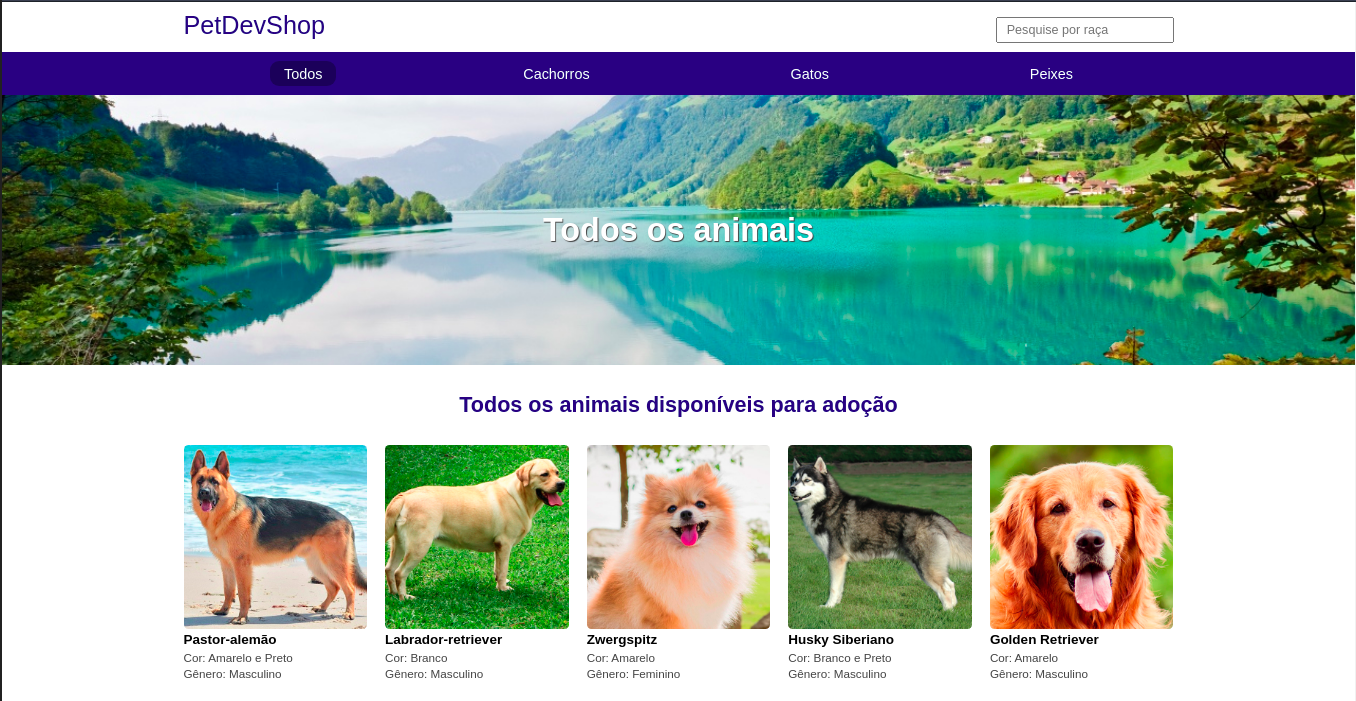 PetDevShop
Pesquise por raça
Todos Cachorros Gatos Peixes
Todos os animais
Todos os animais disponíveis para adoção
Pastor-alemão
Cor: Amarelo e Preto
Gênero: Masculino
Labrador-retriever
Cor: Branco
Gênero: Masculino
Zwergspitz
Cor: Amarelo
Gênero: Feminino
Husky Siberiano
Cor: Branco e Preto
Gênero: Masculino
Golden Retriever
Cor: Amarelo
Gênero: Masculino